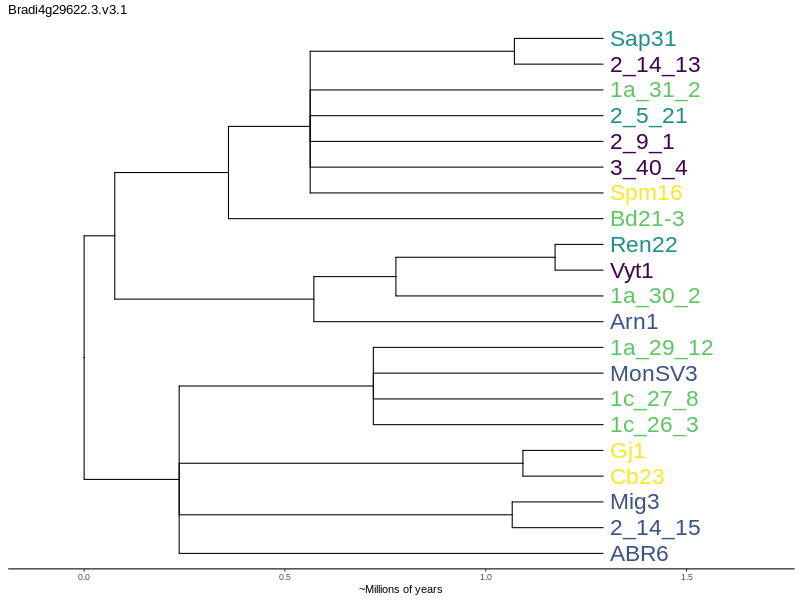 Bradi4g29622.3.v3.1
Sap31
2_14_13
1a_31_2
2_5_21
2_9_1
3_40_4
Spm16
Bd21-3
Ren22
Vyt1
1a_30_2
Arn1
1a_29_12
MonSV3
1c_27_8
1c_26_3
Gj1
Cb23
Mig3
2_14_15
ABR6
0.0 0.5 1.0 1.5
~Millions of years